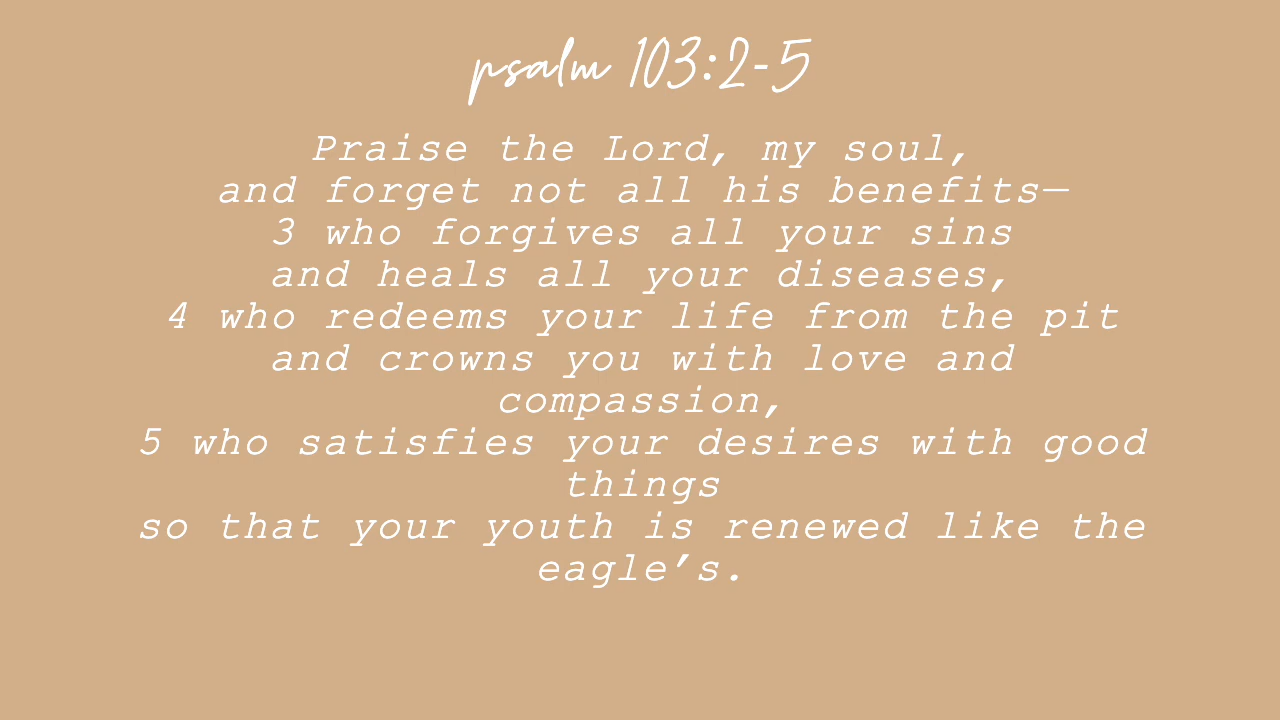 psalm 103:2-5
Praise the Lord, my soul,
and forget not all his benefits—
3 who forgives all your sins
and heals all your diseases,
4 who redeems your life from the pit
and crowns you with love and
compassion,
5 who satisfies your desires with good
things
so that your youth is renewed like the
eagle’s.